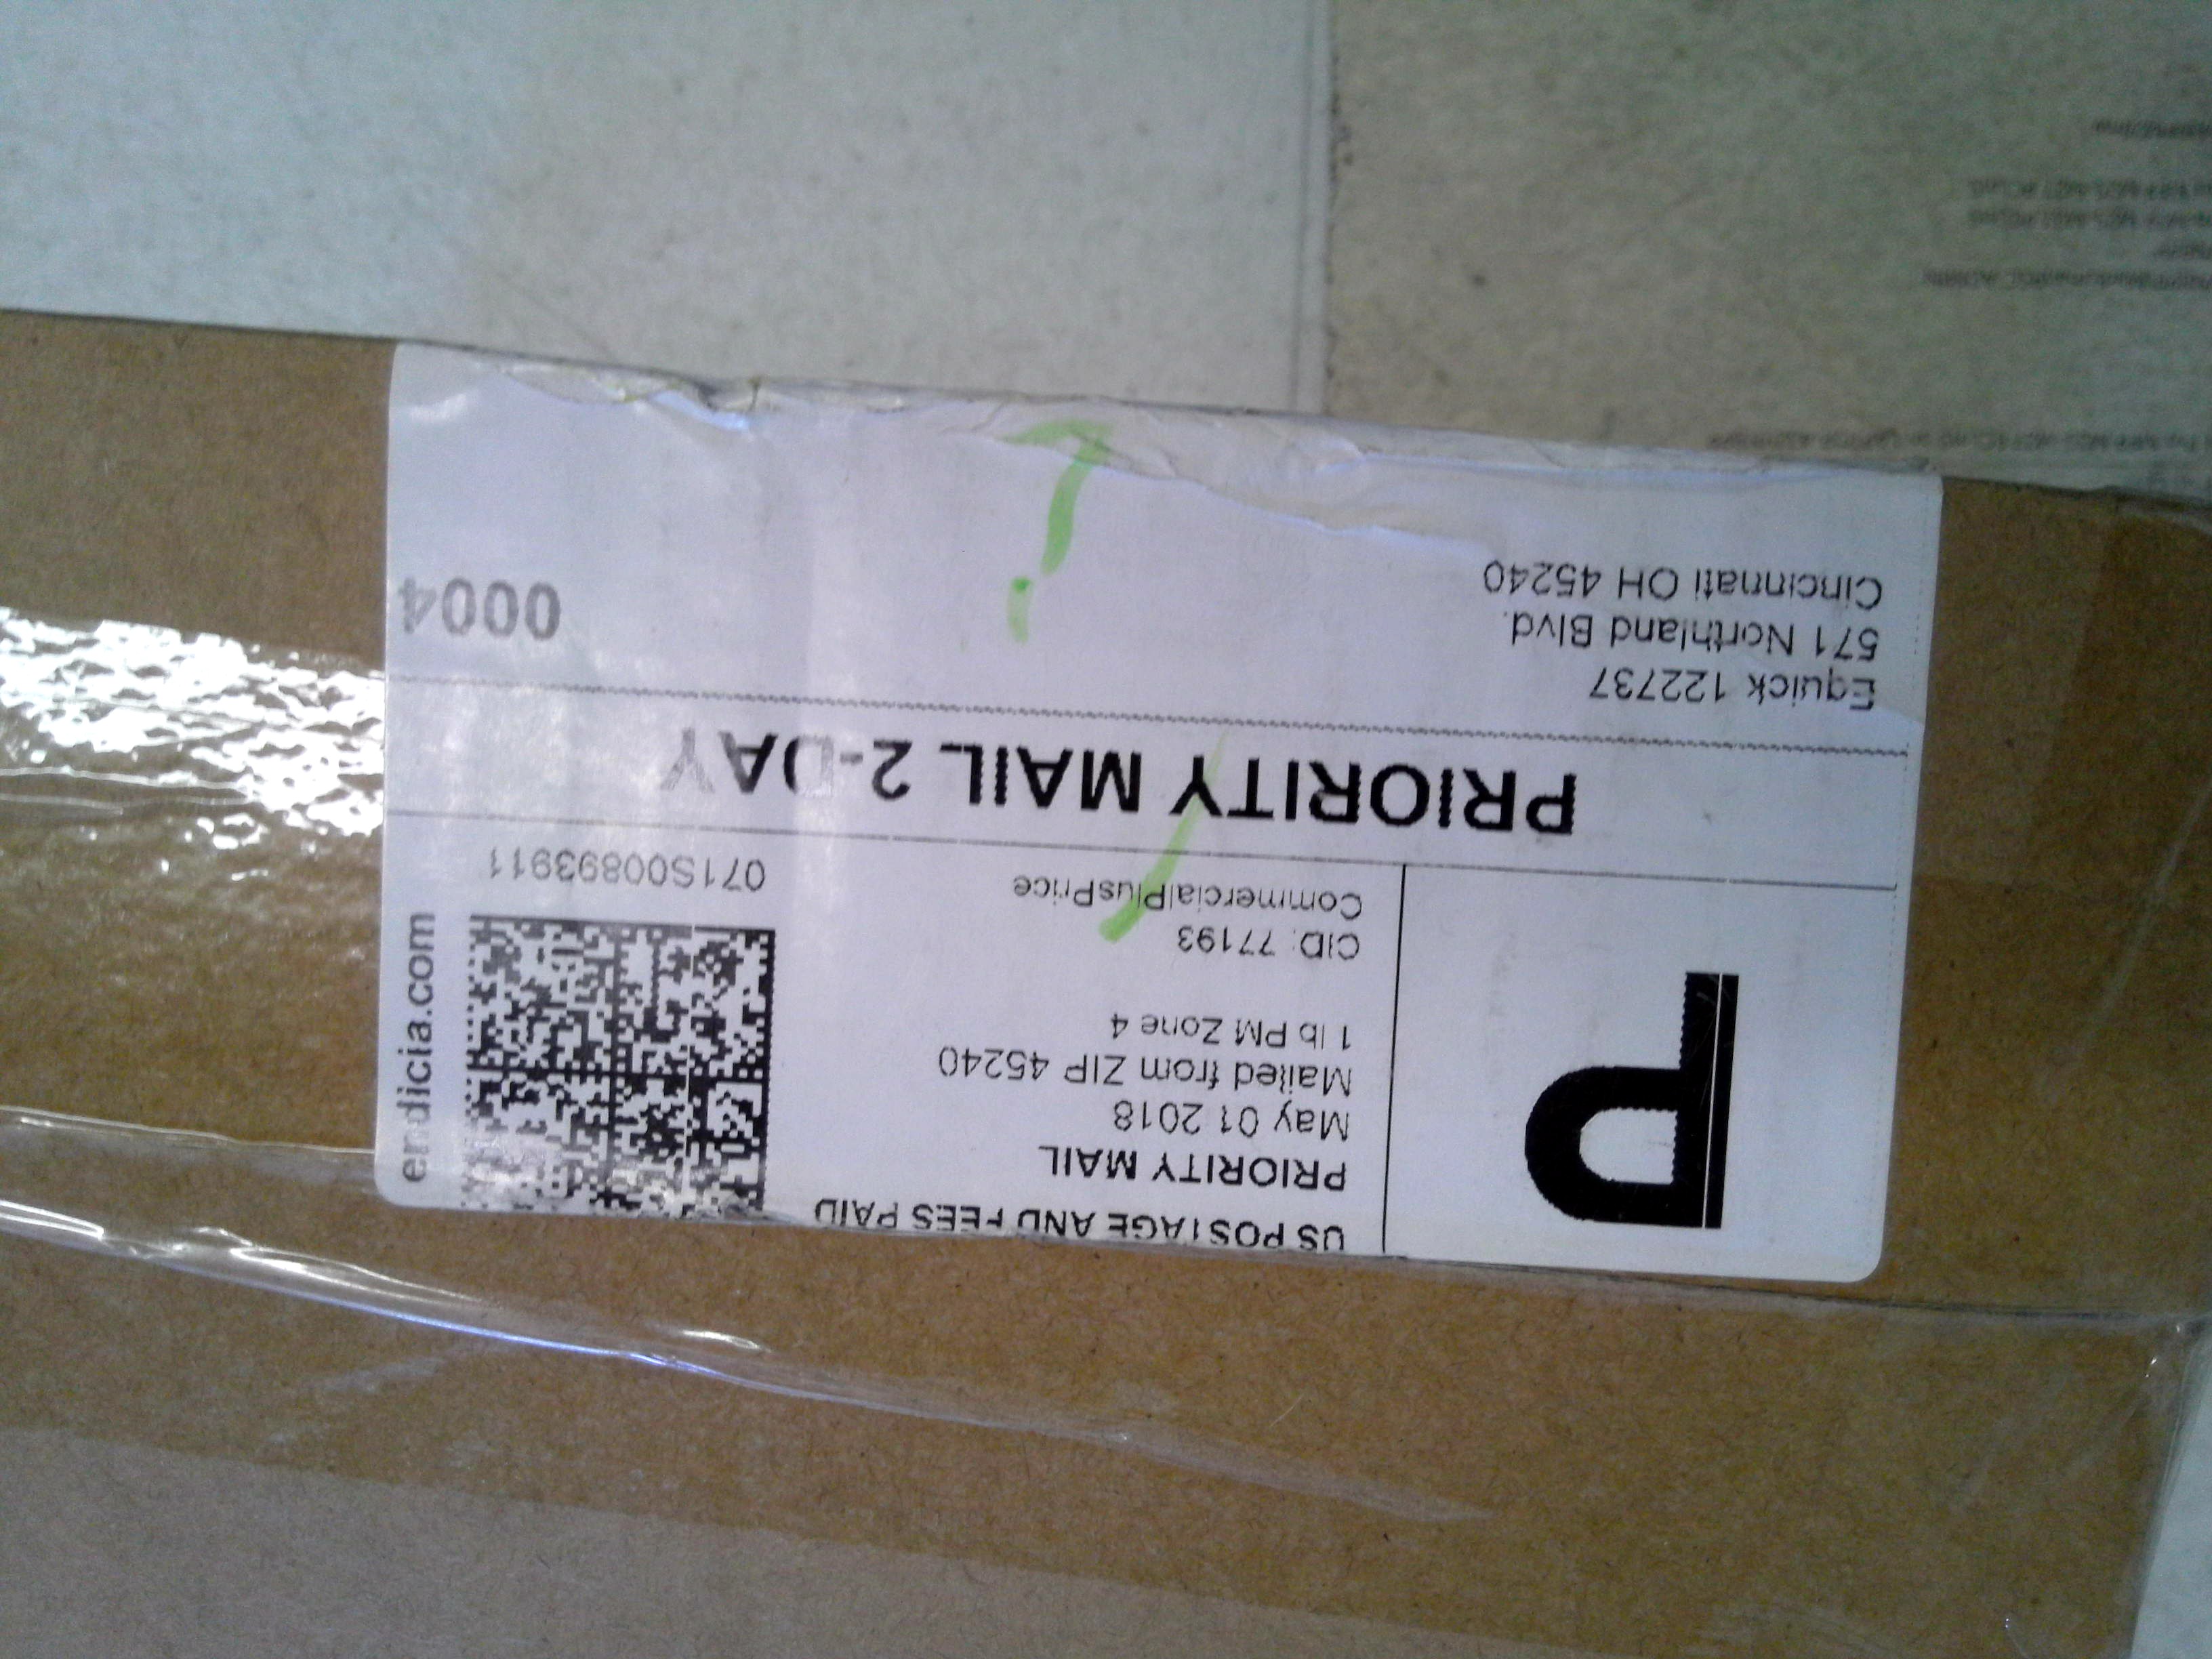 P
US POSTAGE AND FEES PAID
PRIORITY MAIL
May 01 2018
Mailed from ZIP 45240
1 lb PM Zone 4
CID: 77193
CommercialPlusPrice
endicia.com
071S00893911
PRIORITY MAIL 2-DAY
Equick 122737
571 Northland Blvd.
Cincinnati OH 45240
0004